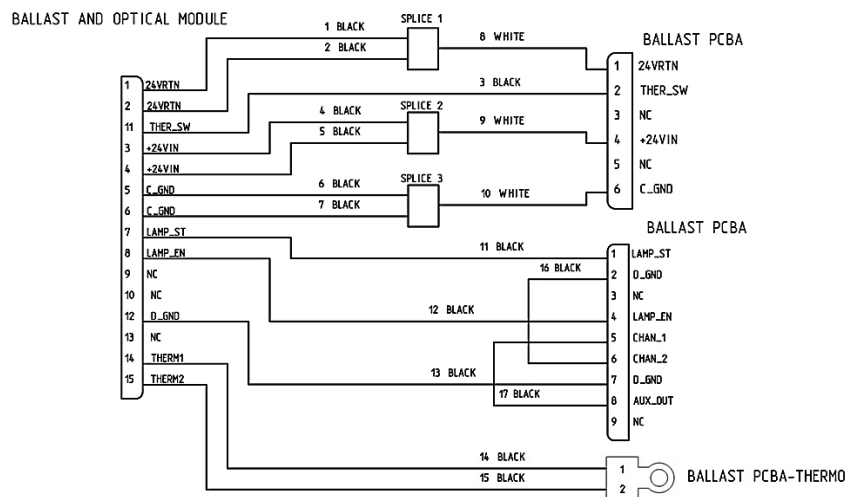 BALLAST AND OPTICAL MODULE
1 BLACK
2 BLACK
SPLICE 1
8 WHITE
BALLAST PCBA
1 24VRTN
2 24VRTN
11 THER_SW
3 +24VIN
4 +24VIN
5 C_GND
6 C_GND
7 LAMP_ST
8 LAMP_EN
9 NC
10 NC
12 D_GND
13 NC
14 THERM1
15 THERM2
3 BLACK
4 BLACK
5 BLACK
SPLICE 2
9 WHITE
6 BLACK
7 BLACK
SPLICE 3
10 WHITE
1 24VRTN
2 THER_SW
3 NC
4 +24VIN
5 NC
6 C_GND
BALLAST PCBA
11 BLACK
16 BLACK
12 BLACK
13 BLACK
17 BLACK
1 LAMP_ST
2 D_GND
3 NC
4 LAMP_EN
5 CHAN_1
6 CHAN_2
7 D_GND
8 AUX_OUT
9 NC
14 BLACK
15 BLACK
1
2
BALLAST PCBA-THERMO